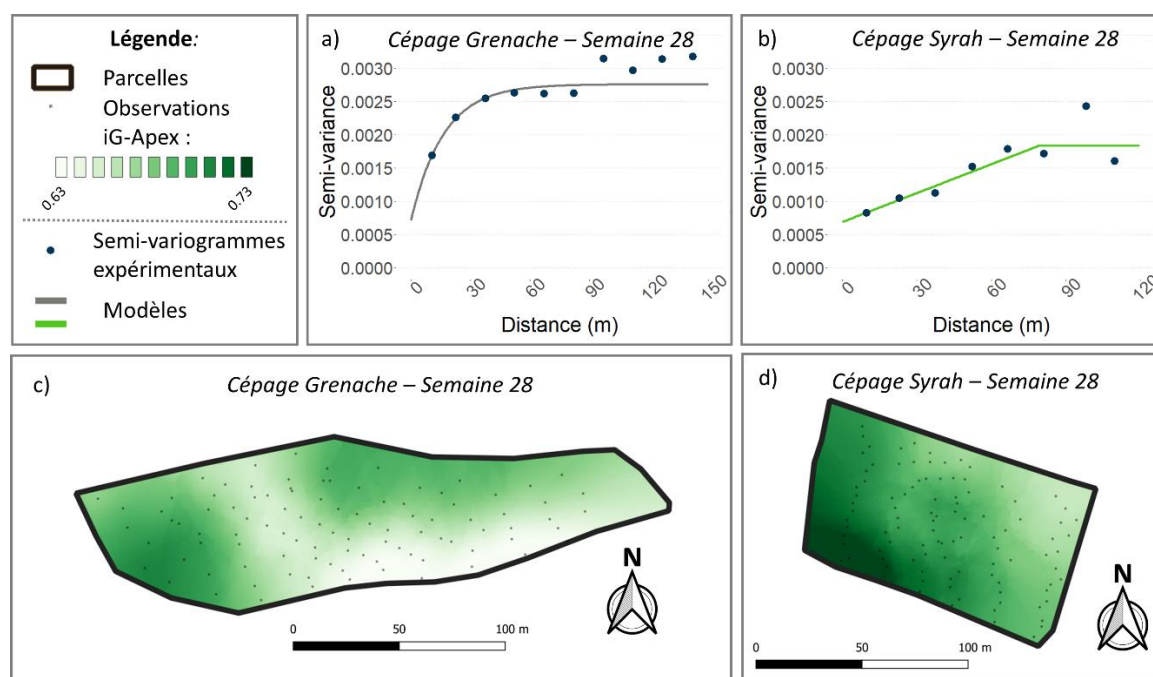 Légende:
Parcelles
Observations
iG-Apex :
0.63
0.73
Semi-variogrammes
expérimentaux
Modèles
a)
Cépage Grenache – Semaine 28
Semi-variance
0.0030
0.0025
0.0020
0.0015
0.0010
0.0005
0.0000
0
30
60
90
120
150
Distance (m)
b)
Cépage Syrah – Semaine 28
Semi-variance
0.0030
0.0025
0.0020
0.0015
0.0010
0.0005
0.0000
0
30
60
90
120
Distance (m)
c)
Cépage Grenache – Semaine 28
N
0
50
100 m
d)
Cépage Syrah – Semaine 28
N
0
50
100 m